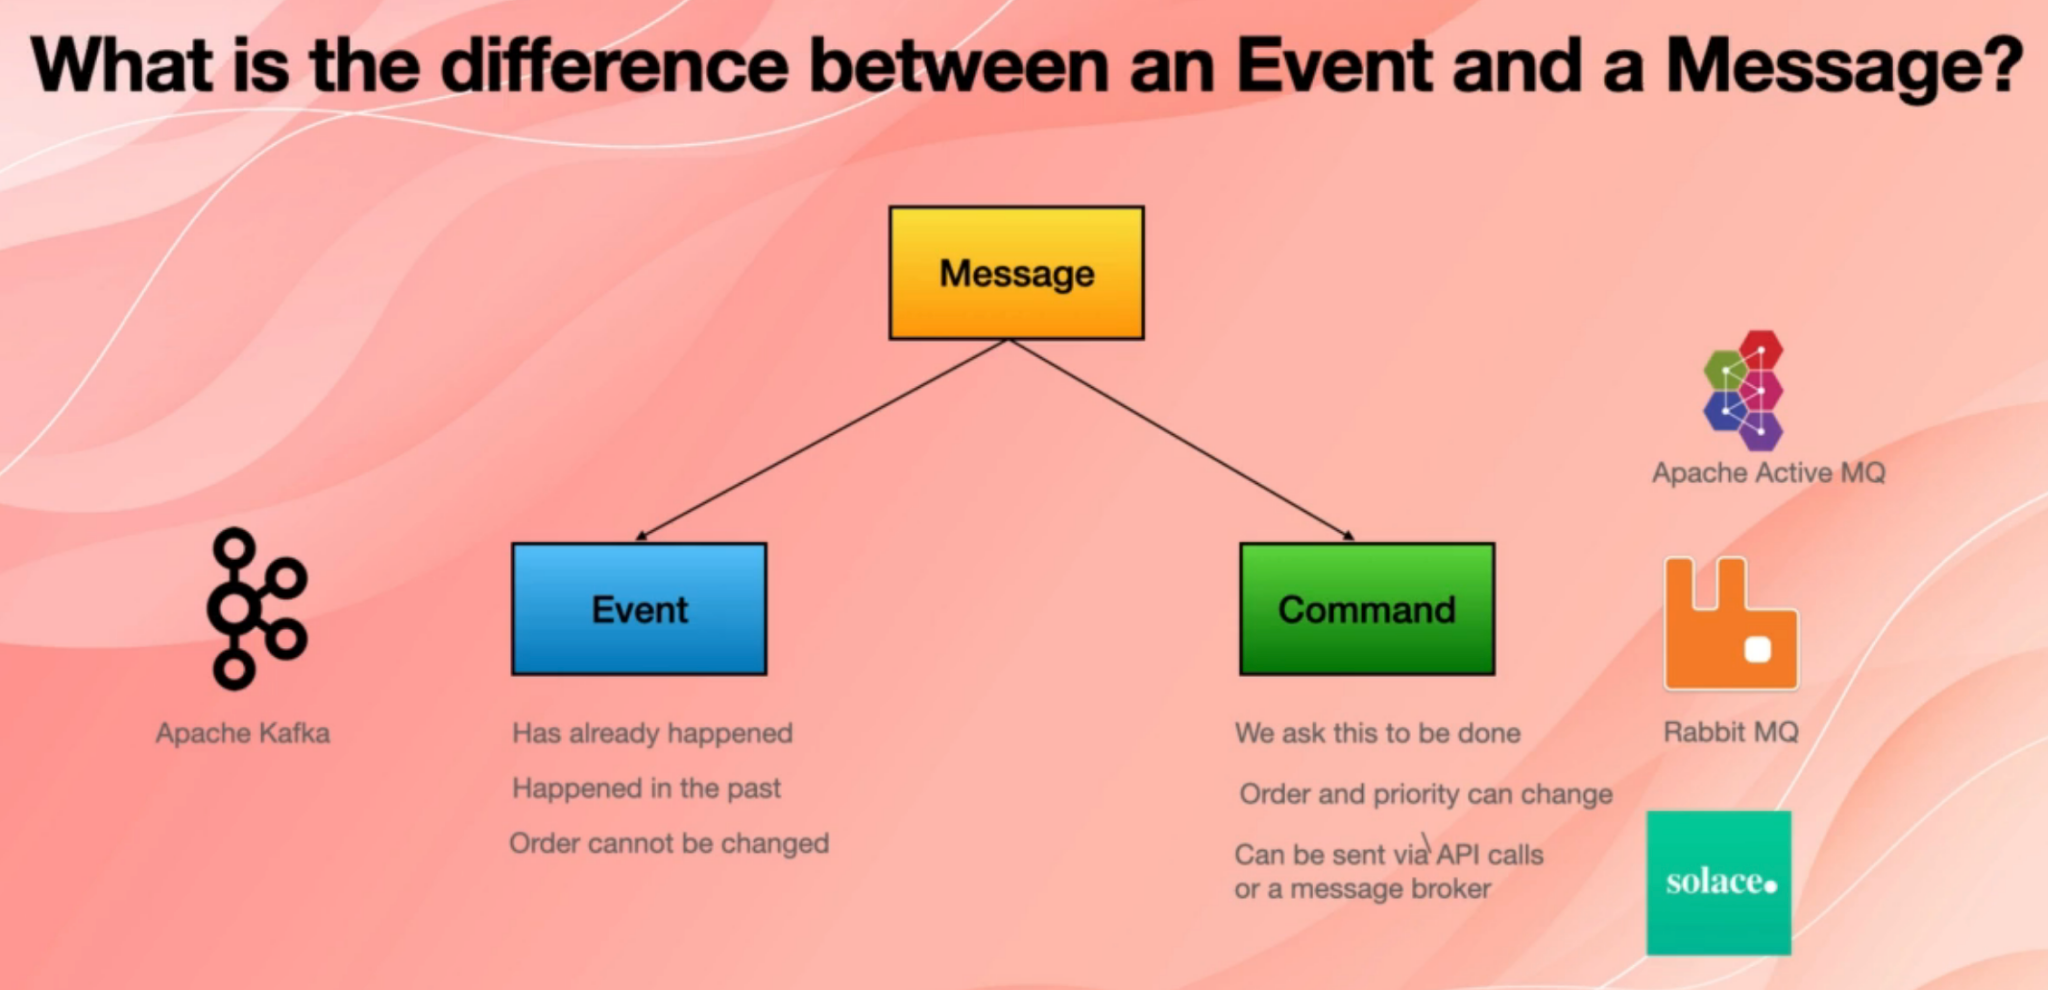 What is the difference between an Event and a Message?
Message
Apache Active MQ
Event
Command
Apache Kafka
Has already happened
Happened in the past
Order cannot be changed
We ask this to be done
Order and priority can change
Can be sent via API calls
or a message broker
Rabbit MQ
solace.